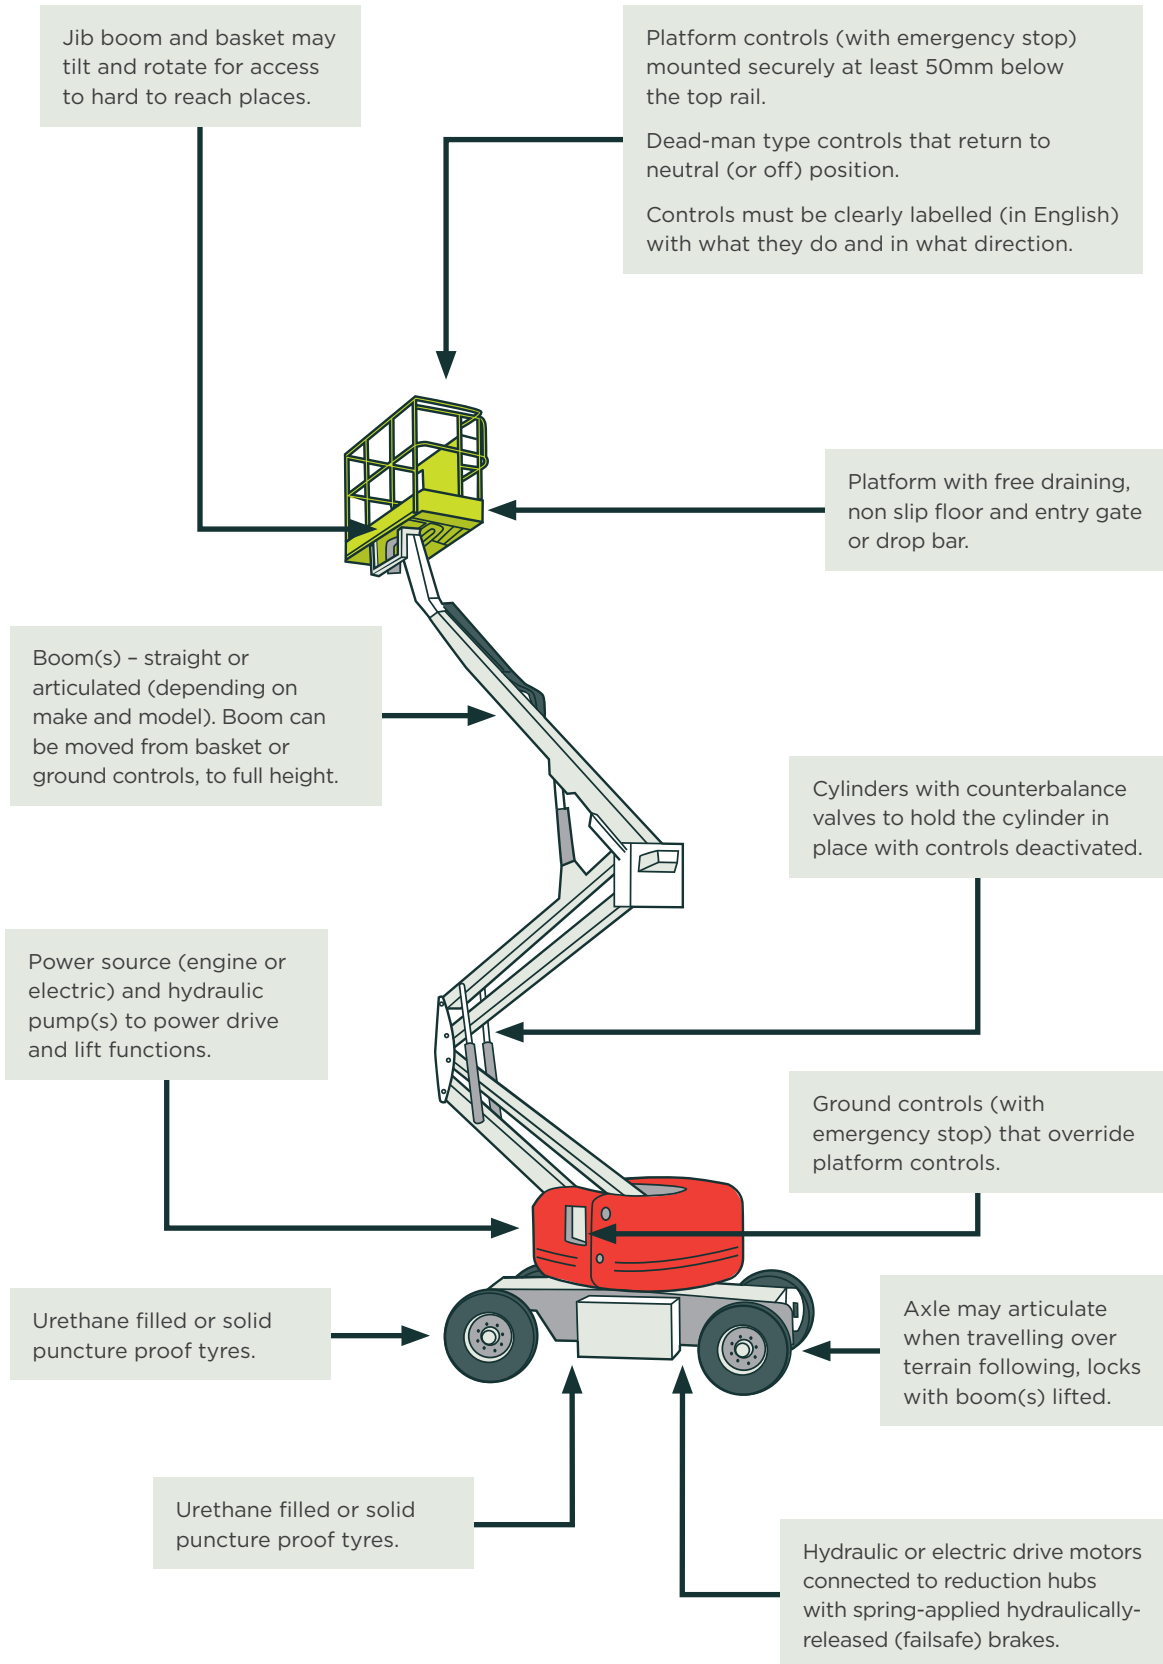 Jib boom and basket may
tilt and rotate for access
to hard to reach places.
Platform controls (with emergency stop)
mounted securely at least 50mm below
the top rail.
Dead-man type controls that return to
neutral (or off) position.
Controls must be clearly labelled (in English)
with what they do and in what direction.
Platform with free draining,
non slip floor and entry gate
or drop bar.
Boom(s) – straight or
articulated (depending on
make and model). Boom can
be moved from basket or
ground controls, to full height.
Cylinders with counterbalance
valves to hold the cylinder in
place with controls deactivated.
Power source (engine or
electric) and hydraulic
pump(s) to power drive
and lift functions.
Ground controls (with
emergency stop) that override
platform controls.
Urethane filled or solid
puncture proof tyres.
Axle may articulate
when travelling over
terrain following, locks
with boom(s) lifted.
Urethane filled or solid
puncture proof tyres.
Hydraulic or electric drive motors
connected to reduction hubs
with spring-applied hydraulically-
released (failsafe) brakes.